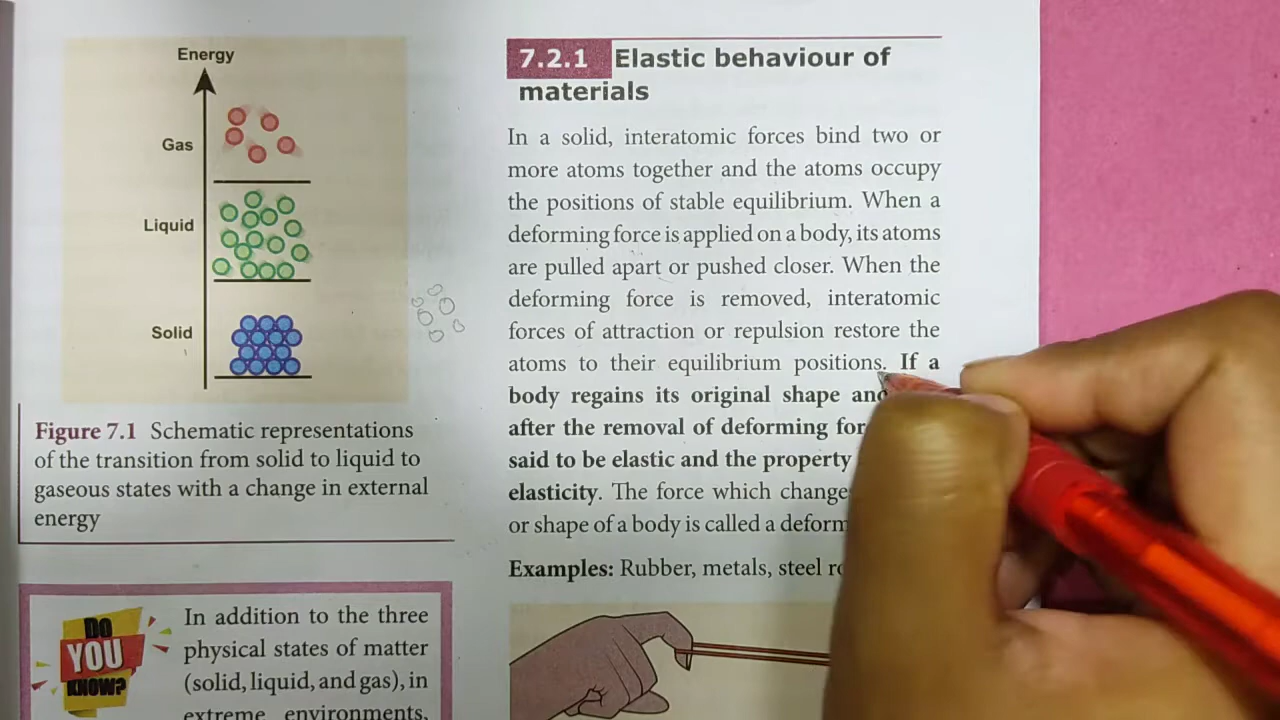 Energy
Gas
Liquid
Solid
Figure 7.1 Schematic representations
of the transition from solid to liquid to
gaseous states with a change in external
energy
DO
YOU
KNOW?
In addition to the three
physical states of matter
(solid, liquid, and gas), in
extreme environments,
7.2.1 Elastic behaviour of
materials
In a solid, interatomic forces bind two or
more atoms together and the atoms occupy
the positions of stable equilibrium. When a
deforming force is applied on a body, its atoms
are pulled apart or pushed closer. When the
deforming force is removed, interatomic
forces of attraction or repulsion restore the
atoms to their equilibrium positions. If a
body regains its original shape and
after the removal of deforming
said to be elastic and the property
elasticity. The force which
or shape of a body is called a
Examples: Rubber, metals, steel